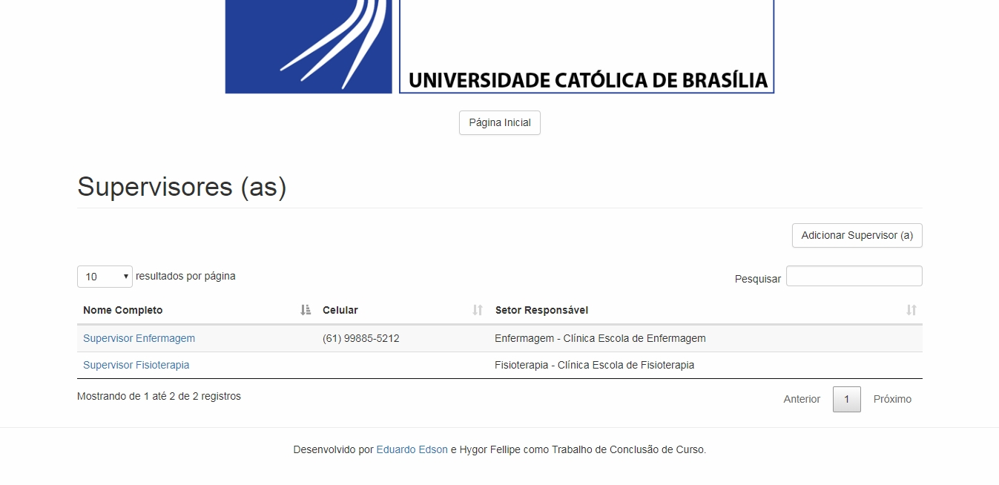 UNIVERSIDADE CATÓLICA DE BRASÍLIA
Página Inicial
Supervisores (as)
Adicionar Supervisor (a)
10 resultados por página
Pesquisar
Nome Completo Celular Setor Responsável
Supervisor Enfermagem (61) 99885-5212 Enfermagem - Clínica Escola de Enfermagem
Supervisor Fisioterapia Fisioterapia - Clínica Escola de Fisioterapia
Mostrando de 1 até 2 de 2 registros
Anterior 1 Próximo
Desenvolvido por Eduardo Edson e Hygor Fellipe como Trabalho de Conclusão de Curso.